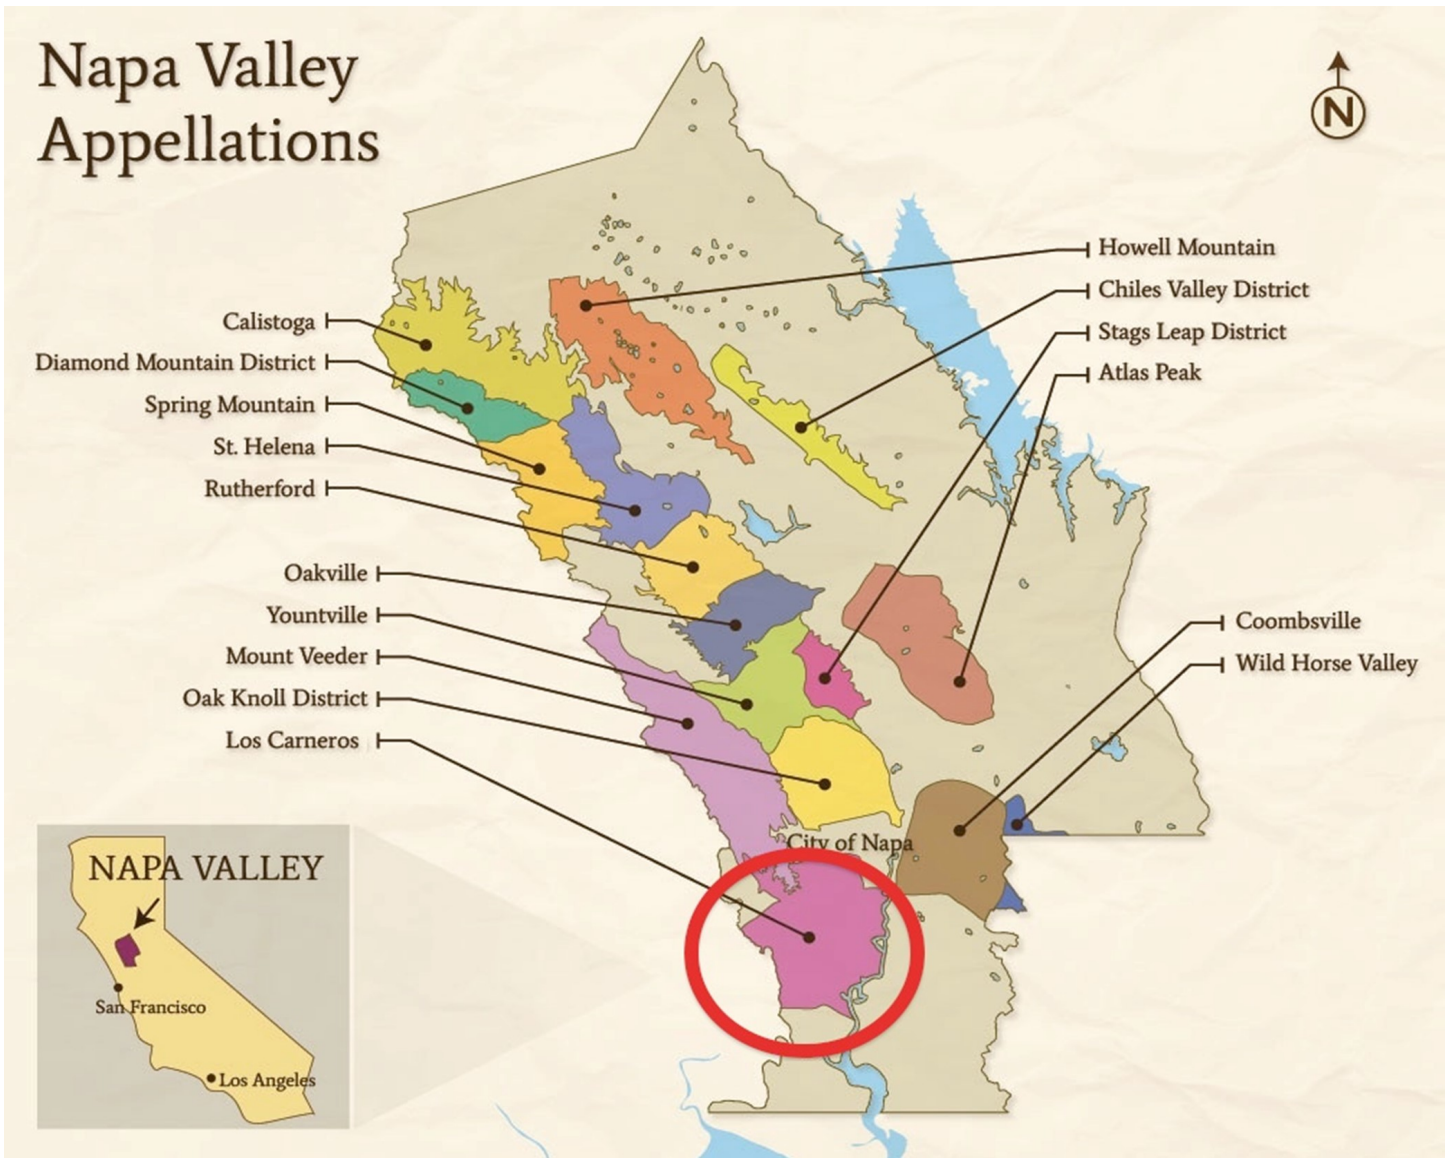 Napa Valley
Appellations
N
Howell Mountain
Chiles Valley District
Stags Leap District
Atlas Peak
Calistoga
Diamond Mountain District
Spring Mountain
St. Helena
Rutherford
Oakville
Yountville
Mount Veeder
Oak Knoll District
Los Carneros
Coombsville
Wild Horse Valley
City of Napa
NAPA VALLEY
San Francisco
Los Angeles